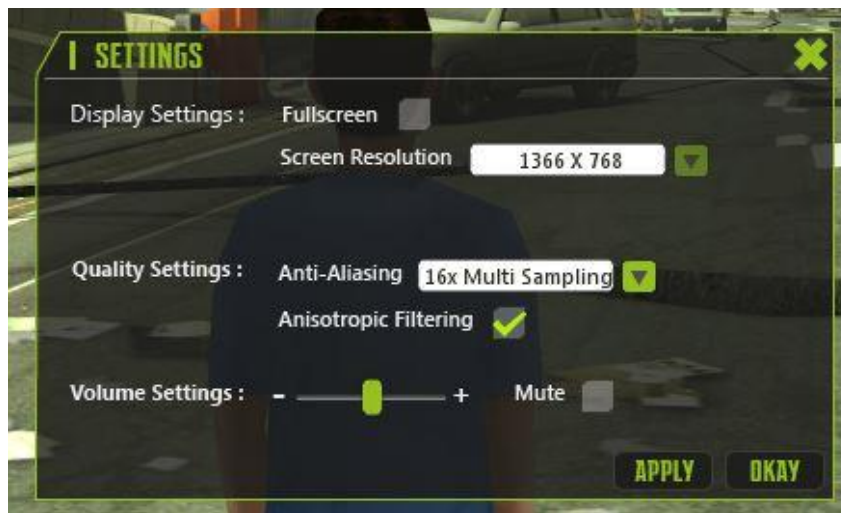 SETTINGS
Display Settings : Fullscreen
Screen Resolution 1366 X 768
Quality Settings : Anti-Aliasing 16x Multi Sampling
Anisotropic Filtering
Volume Settings : - + Mute
APPLY OKAY